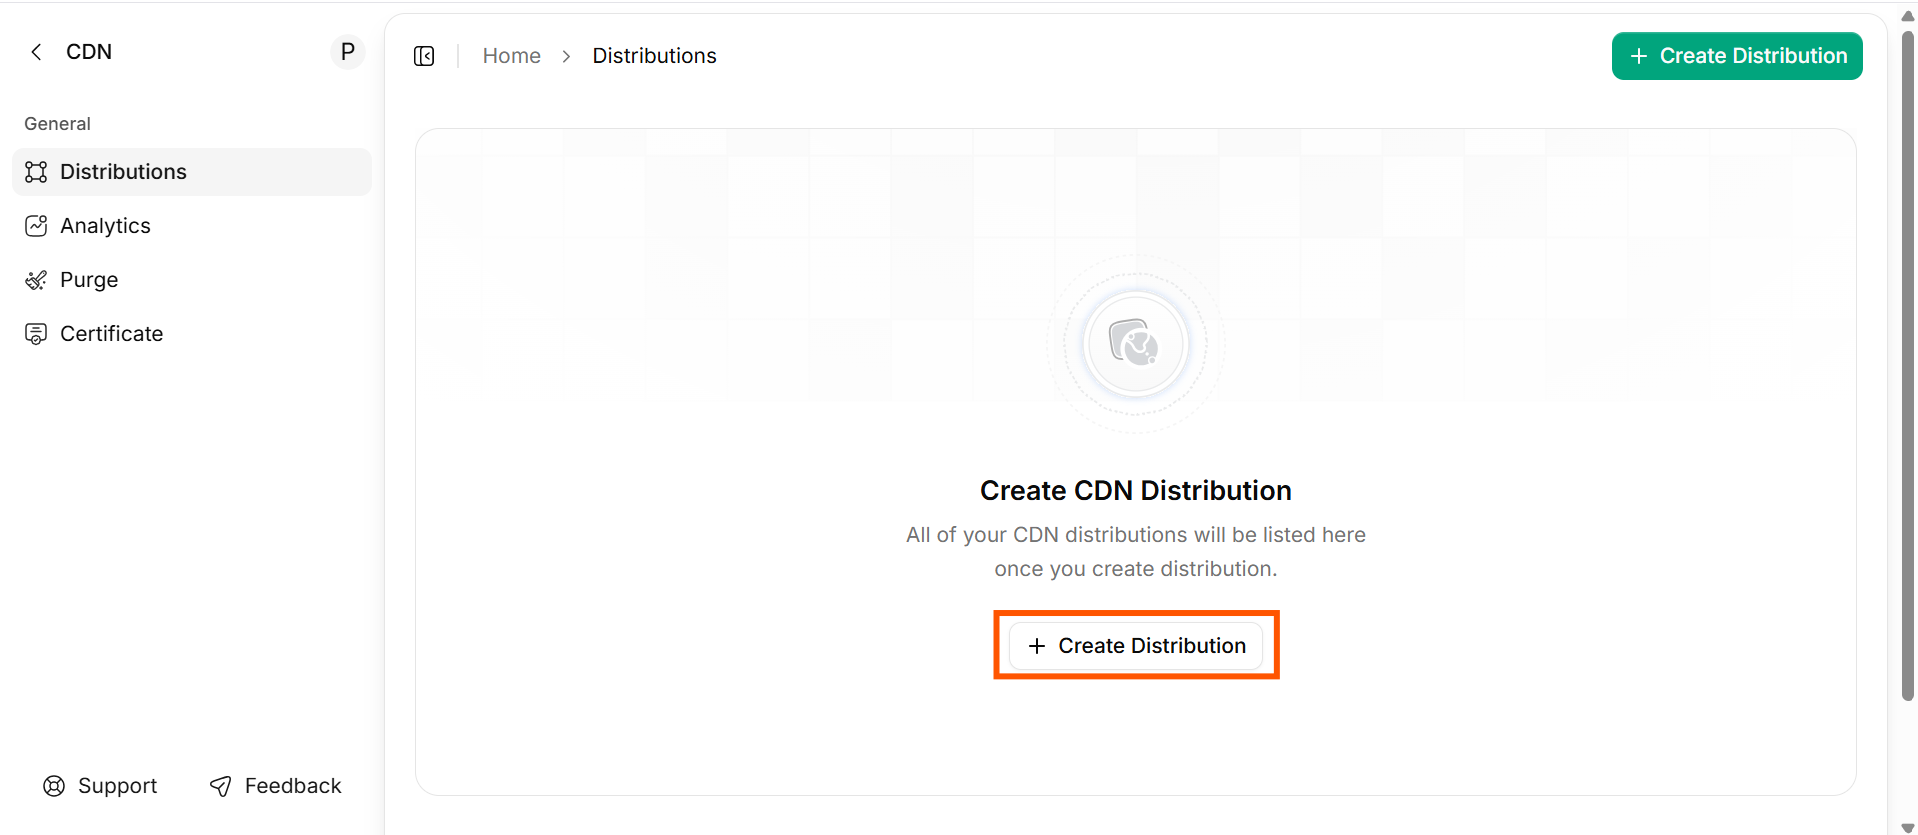 CDN
P
General
Distributions
Analytics
Purge
Certificate
Support
Feedback
Home
Distributions
Create Distribution
Create CDN Distribution
All of your CDN distributions will be listed here
once you create distribution.
Create Distribution